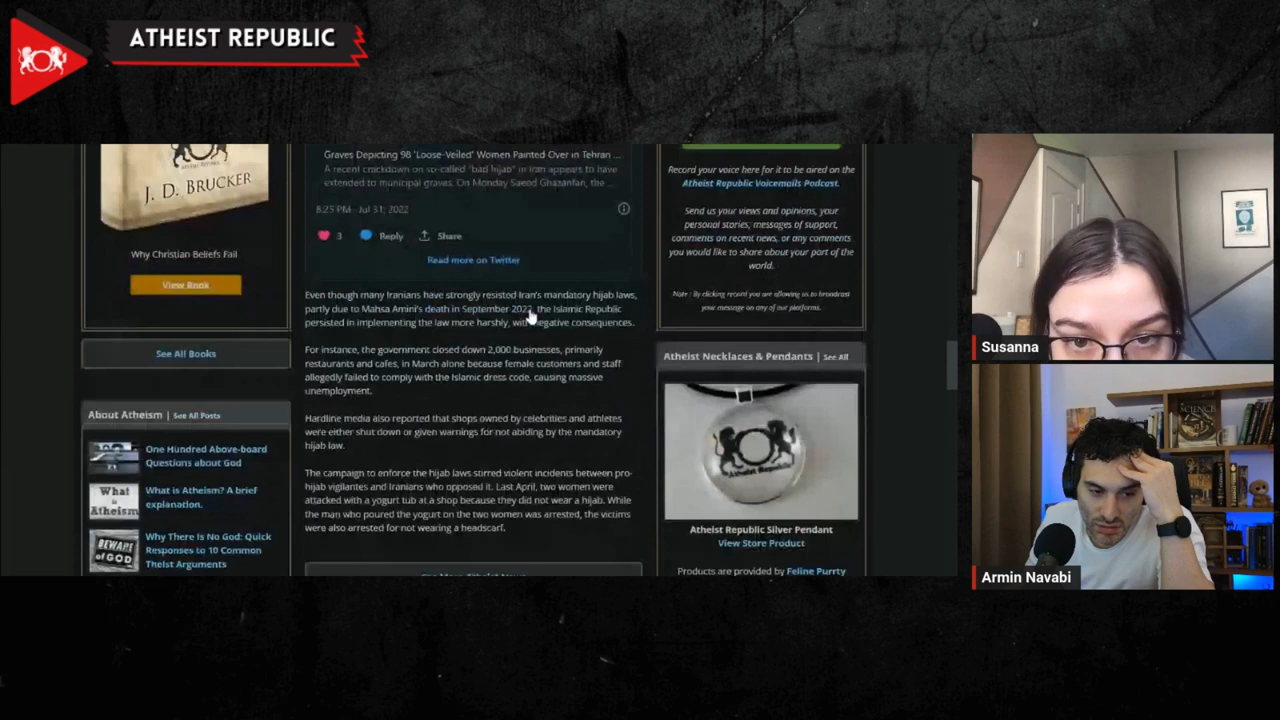 ATHEIST REPUBLIC
J. D. BRUCKER
Why Christian Beliefs Fail
View Book
See All Books
About Atheism | See All Posts
One Hundred Above-board
Questions about God
What is
Atheism
What is Atheism? A brief
explanation.
BEWARE
of GOD
Why There Is No God: Quick
Responses to 10 Common
Theist Arguments
Graves Depicting 98 'Loose-Veiled' Women Painted Over in Tehran ...
A recent crackdown on so-called "bad hijab" in Iran appears to have
extended to municipal graves. On Monday Saeed Ghazanfari, the ...
8:25 PM · Jul 31, 2022
3 Reply Share
Read more on Twitter
Even though many Iranians have strongly resisted Iran's mandatory hijab laws,
partly due to Mahsa Amini's death in September 2022, the Islamic Republic
persisted in implementing the law more harshly, with negative consequences.
For instance, the government closed down 2,000 businesses, primarily
restaurants and cafes, in March alone because female customers and staff
allegedly failed to comply with the Islamic dress code, causing massive
unemployment.
Hardline media also reported that shops owned by celebrities and athletes
were either shut down or given warnings for not abiding by the mandatory
hijab law.
The campaign to enforce the hijab laws stirred violent incidents between pro-
hijab vigilantes and Iranians who opposed it. Last April, two women were
attacked with a yogurt tub at a shop because they did not wear a hijab. While
the man who poured the yogurt on the two women was arrested, the victims
were also arrested for not wearing a headscarf.
See More Atheist News
Record your voice here for it to be aired on the
Atheist Republic Voicemails Podcast.
Send us your views and opinions, your
personal stories, messages of support,
comments on recent news, or any comments
you would like to share about your part of the
world.
Note : By clicking record you are allowing us to broadcast
your message on any of our platforms.
Atheist Necklaces & Pendants | See All
Atheist Republic
Atheist Republic Silver Pendant
View Store Product
Products are provided by Feline Purrty
Susanna
SCIENCE
Armin Navabi